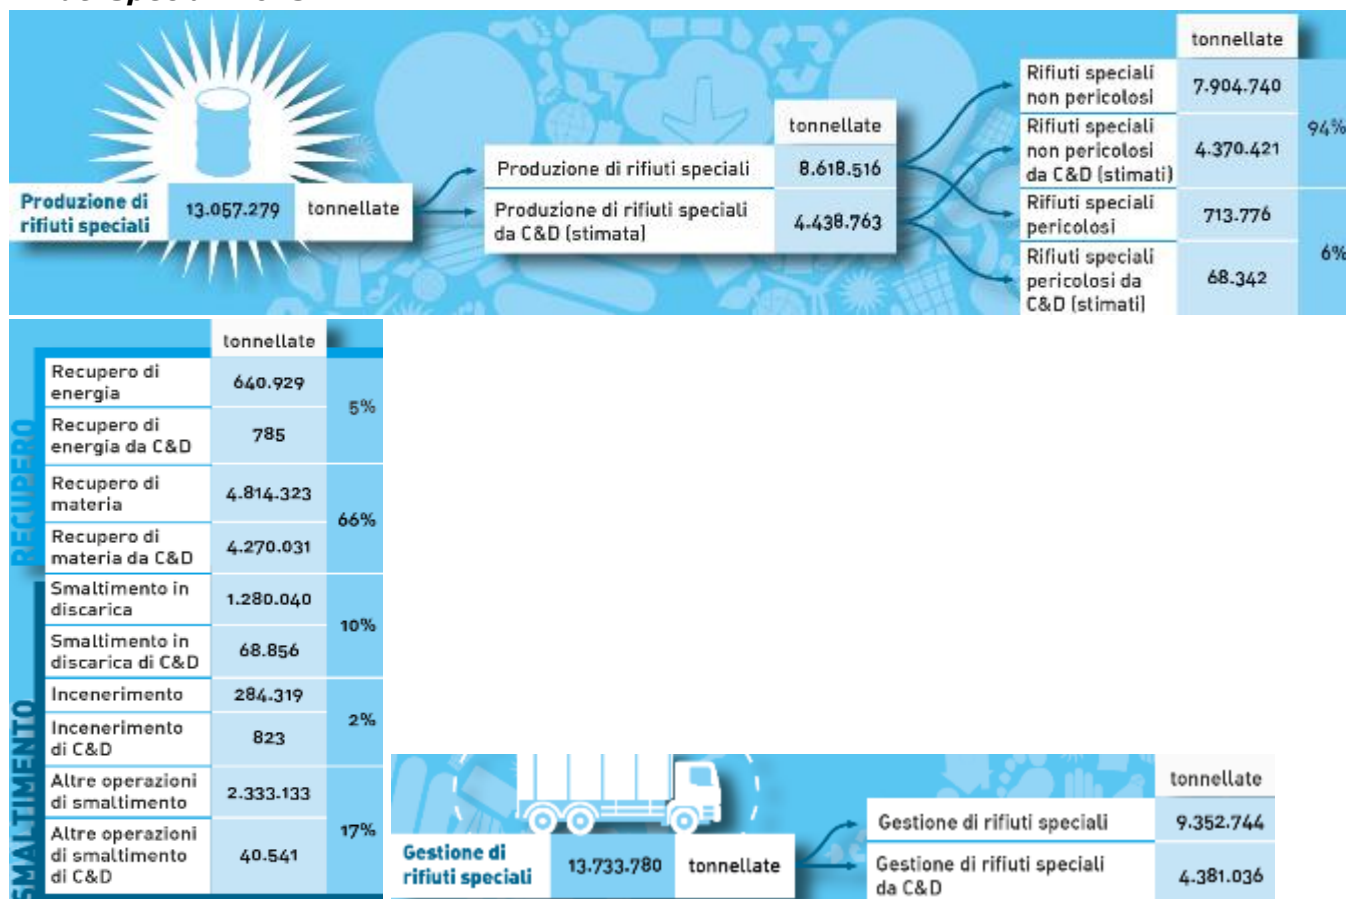 tonnellate
Rifiuti speciali
non pericolosi
7.904.740
94%
Rifiuti speciali
non pericolosi
da C&D (stimati)
4.370.421
Rifiuti speciali
pericolosi
713.776
6%
Rifiuti speciali
pericolosi da
C&D (stimati)
68.342
tonnellate
Produzione di rifiuti speciali
8.618.516
Produzione di rifiuti speciali
da C&D (stimata)
4.438.763
Produzione di
rifiuti speciali
13.057.279
tonnellate
tonnellate
RECUPERO
Recupero di
energia
640.929
5%
Recupero di
energia da C&D
785
Recupero di
materia
4.814.323
66%
Recupero di
materia da C&D
4.270.031
SMALTIMENTO
Smaltimento in
discarica
1.280.040
10%
Smaltimento in
discarica di C&D
68.856
Incenerimento
284.319
2%
Incenerimento
di C&D
823
Altre operazioni
di smaltimento
2.333.133
17%
Altre operazioni
di smaltimento
di C&D
40.541
Gestione di
rifiuti speciali
13.733.780
tonnellate
tonnellate
Gestione di rifiuti speciali
9.352.744
Gestione di rifiuti speciali
da C&D
4.381.036